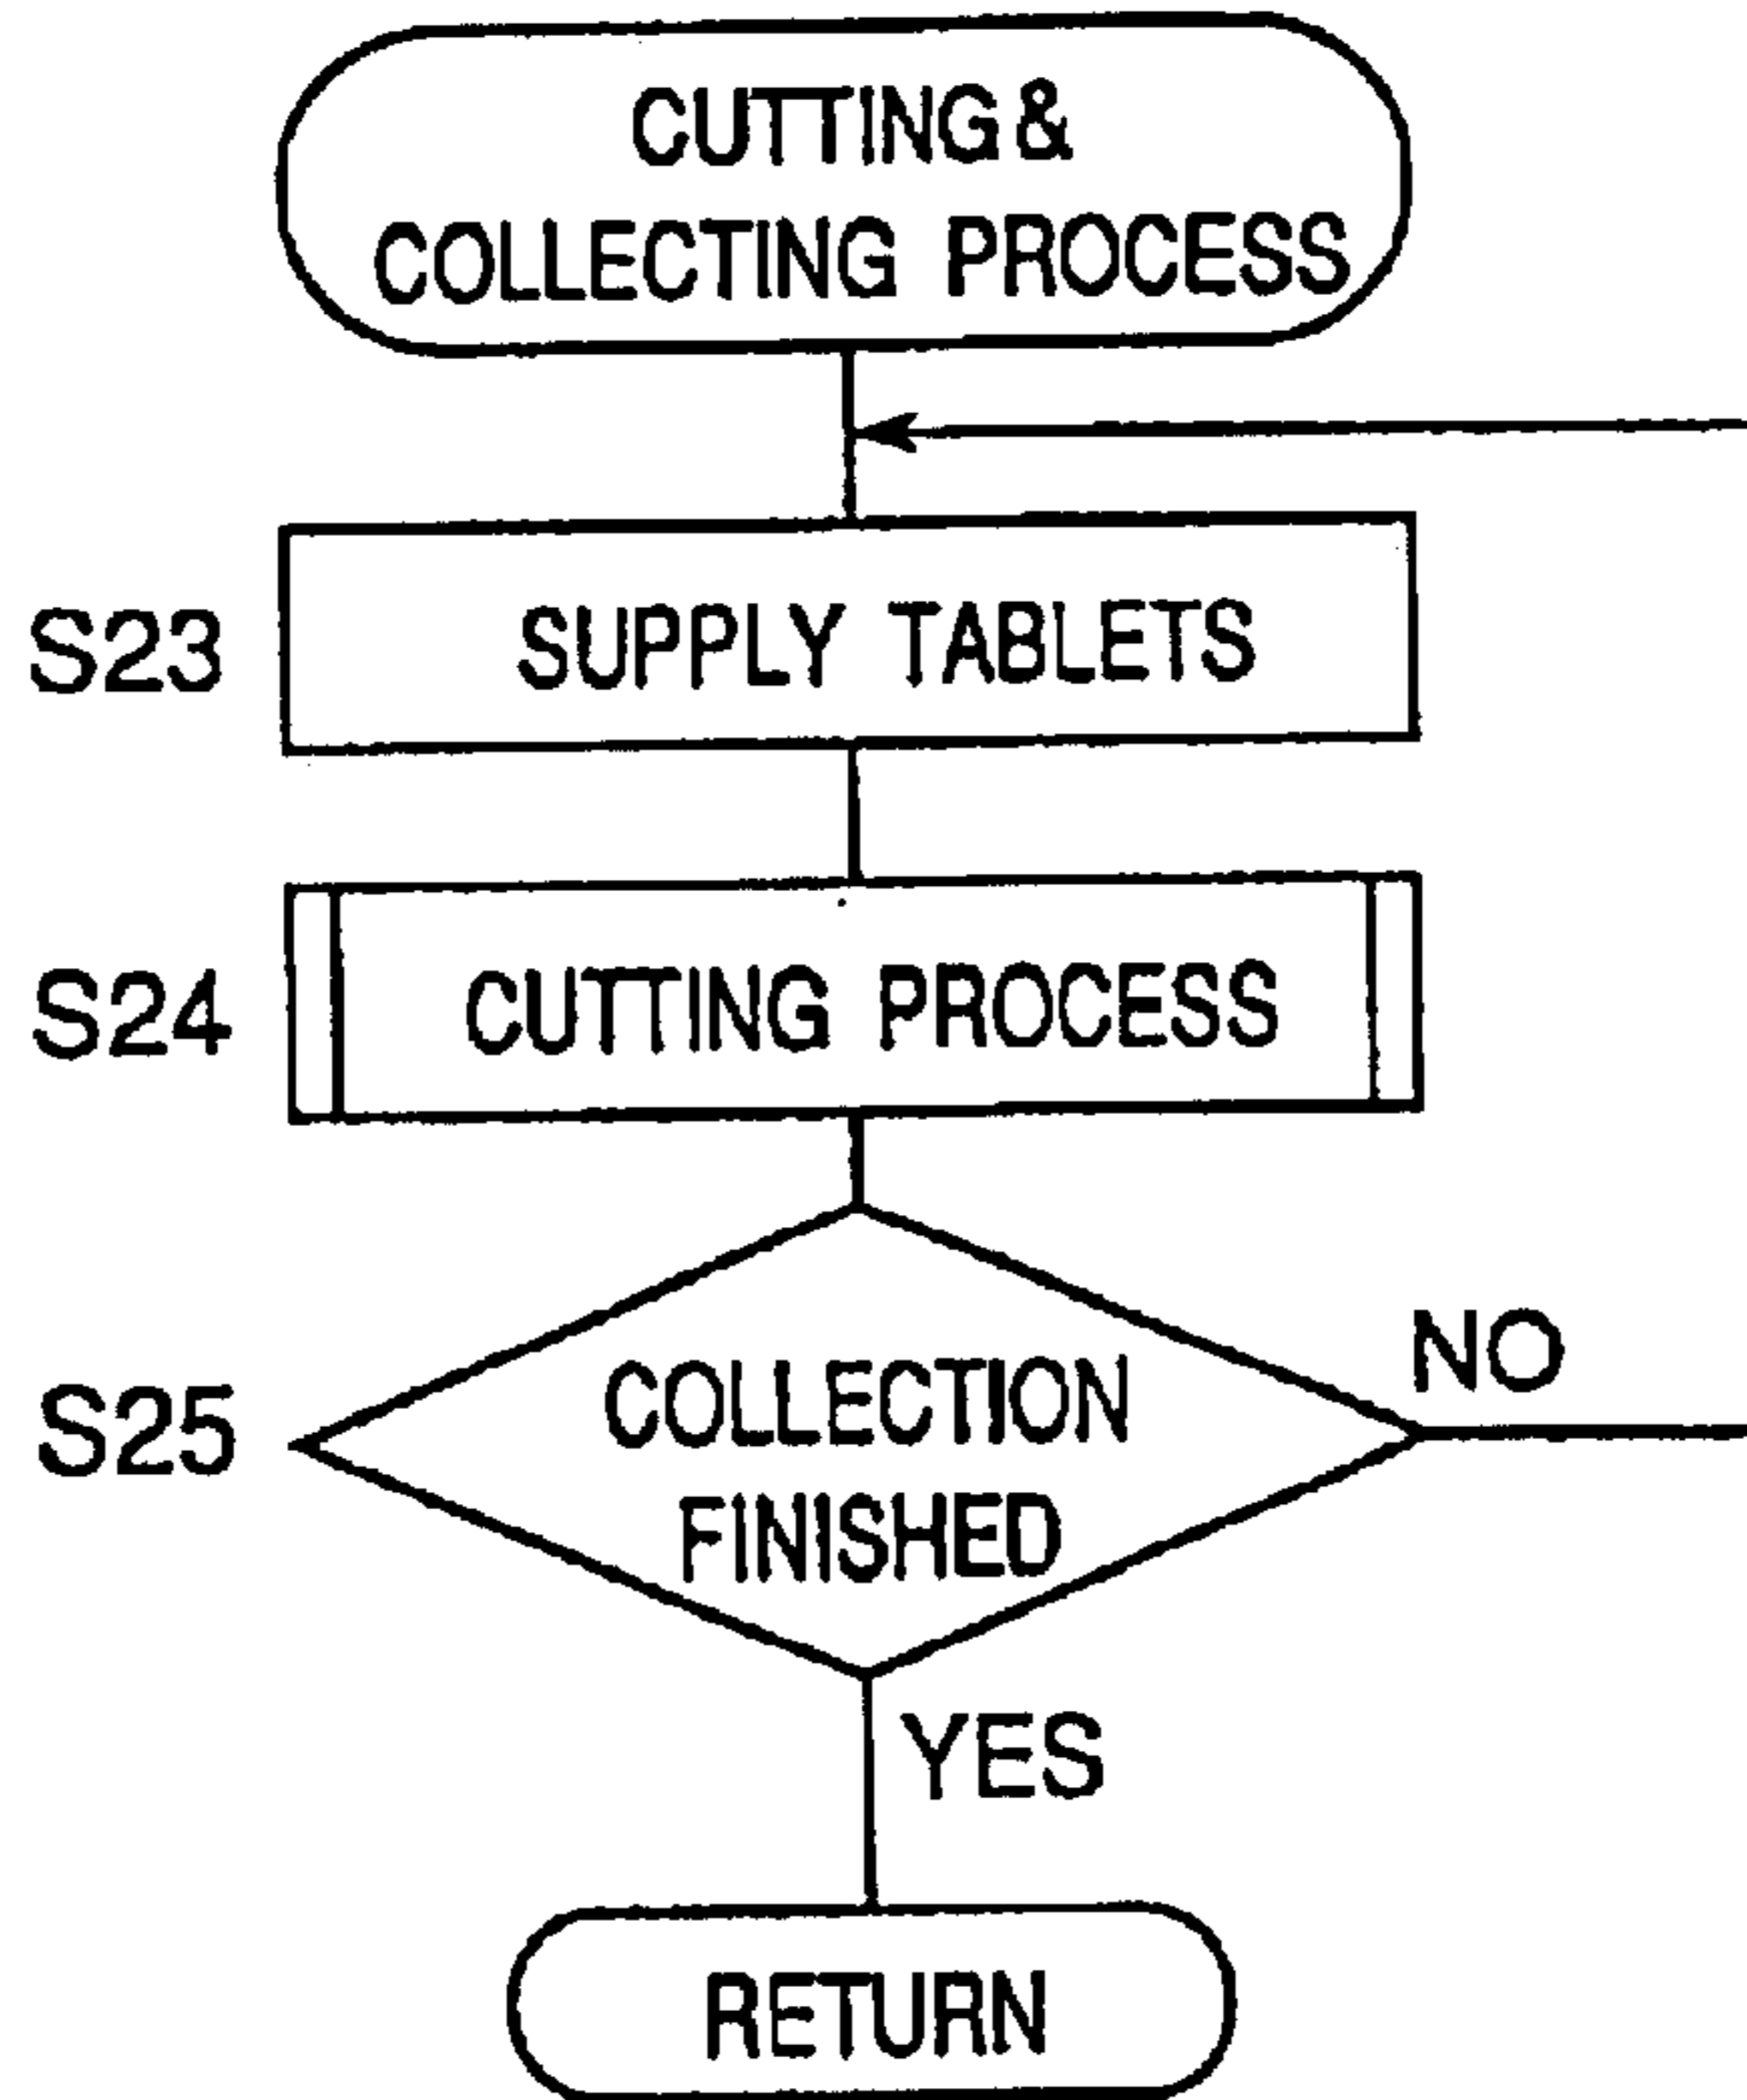 CUTTING &
COLLECTING PROCESS
S23
SUPPLY TABLETS
S24
CUTTING PROCESS
S25
COLLECTION
FINISHED
NO
YES
RETURN